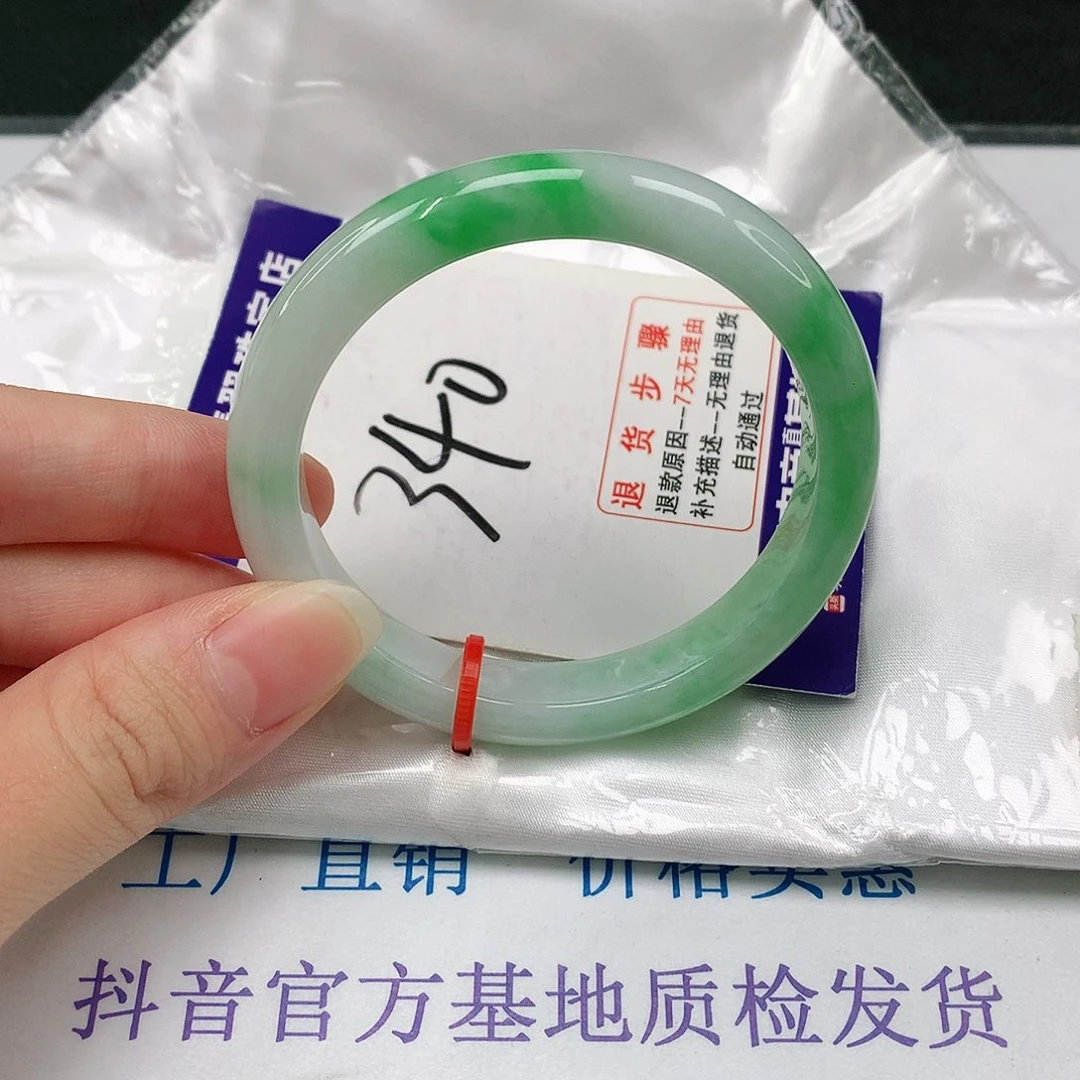 340
退货步骤
退款原因--7天无理由
补充描述--无理由退货
自动通过
工厂直销 价格实惠
抖音官方基地质检发货